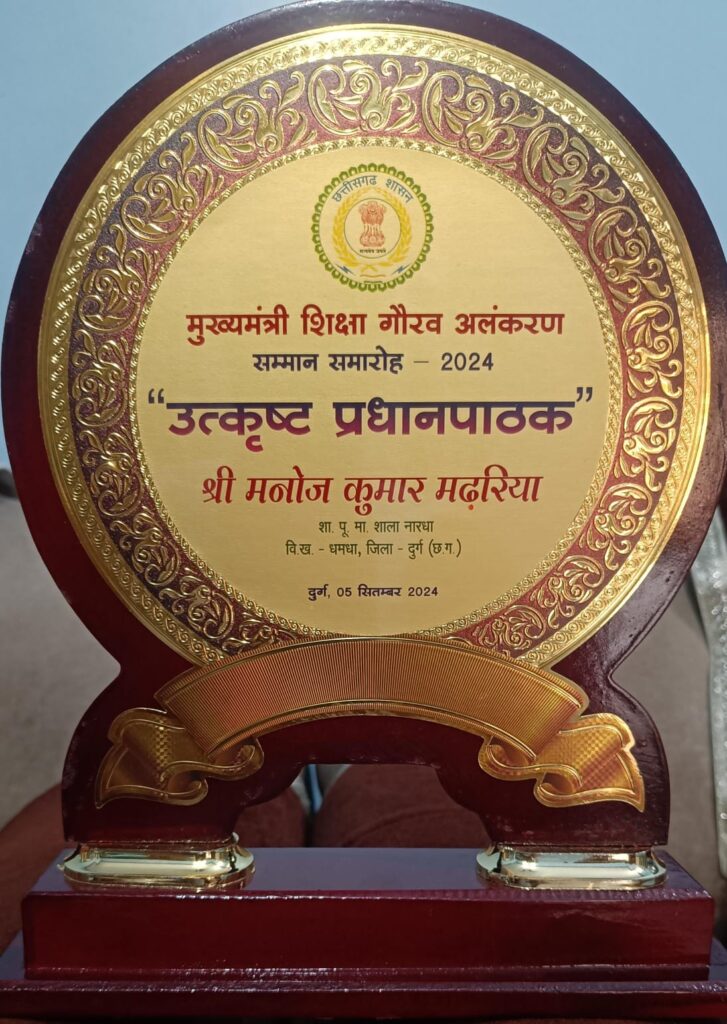 छत्तीसगढ़ शासन
मुख्यमंत्री शिक्षा गौरव अलंकरण
सम्मान समारोह – 2024
“उत्कृष्ट प्रधानपाठक”
श्री मनोज कुमार मढ़रिया
शा. पू. मा. शाला नारधा
वि.ख. - धमधा, जिला - दुर्ग (छ.ग.)
दुर्ग, 05 सितम्बर 2024